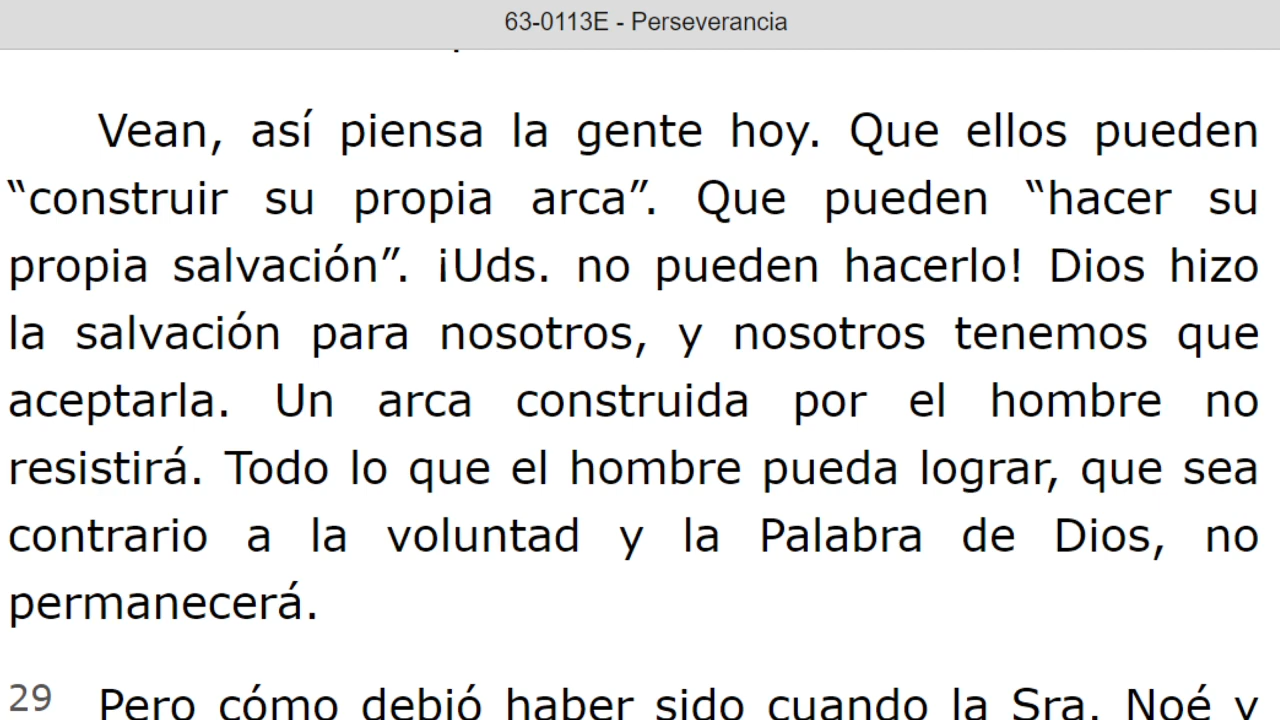 63-0113E - Perseverancia
Vean, así piensa la gente hoy. Que ellos pueden
“construir su propia arca”. Que pueden “hacer su
propia salvación”. ¡Uds. no pueden hacerlo! Dios hizo
la salvación para nosotros, y nosotros tenemos que
aceptarla. Un arca construida por el hombre no
resistirá. Todo lo que el hombre pueda lograr, que sea
contrario a la voluntad y la Palabra de Dios, no
permanecerá.
29 Pero cómo debió haber sido cuando la Sra. Noé y